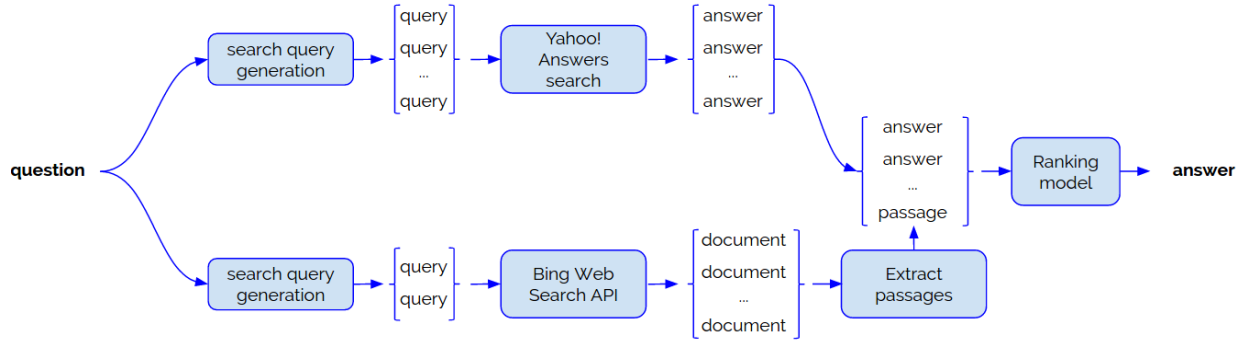 question
search query
generation
query
query
...
query
Yahoo!
Answers
search
answer
answer
...
answer
search query
generation
query
query
Bing Web
Search API
document
document
...
document
Extract
passages
answer
answer
...
passage
Ranking
model
answer